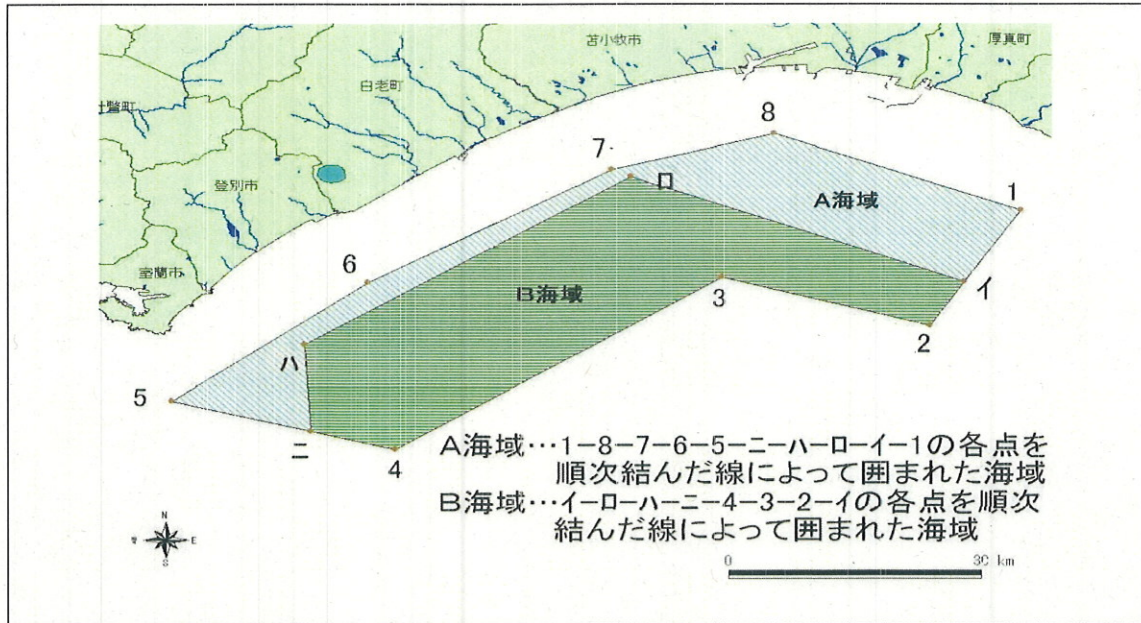 苫小牧市
厚真町
白老町
登別市
室蘭市
8
7
ロ
A海域
1
6
イ
3
B海域
2
ハ
5
ニ
4
A海域…1-8-7-6-5-ニ-ハ-ロ-イ-1の各点を
順次結んだ線によって囲まれた海域
B海域…イ-ロ-ハ-ニ-4-3-2-イの各点を順次
結んだ線によって囲まれた海域
N
W E
S
0 30 km